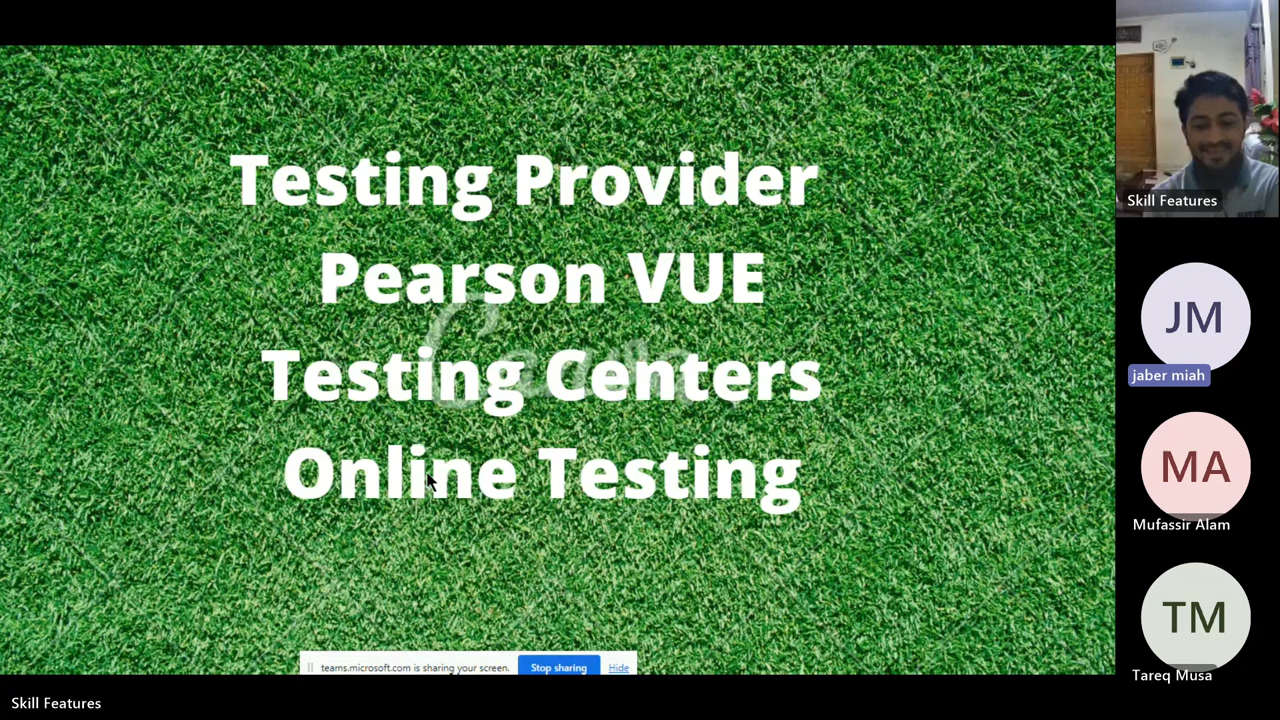 Testing Provider
Pearson VUE
Testing Centers
Online Testing
Canva
teams.microsoft.com is sharing your screen.
Stop sharing
Hide
Skill Features
JM
jaber miah
MA
Mufassir Alam
TM
Tareq Musa
Skill Features